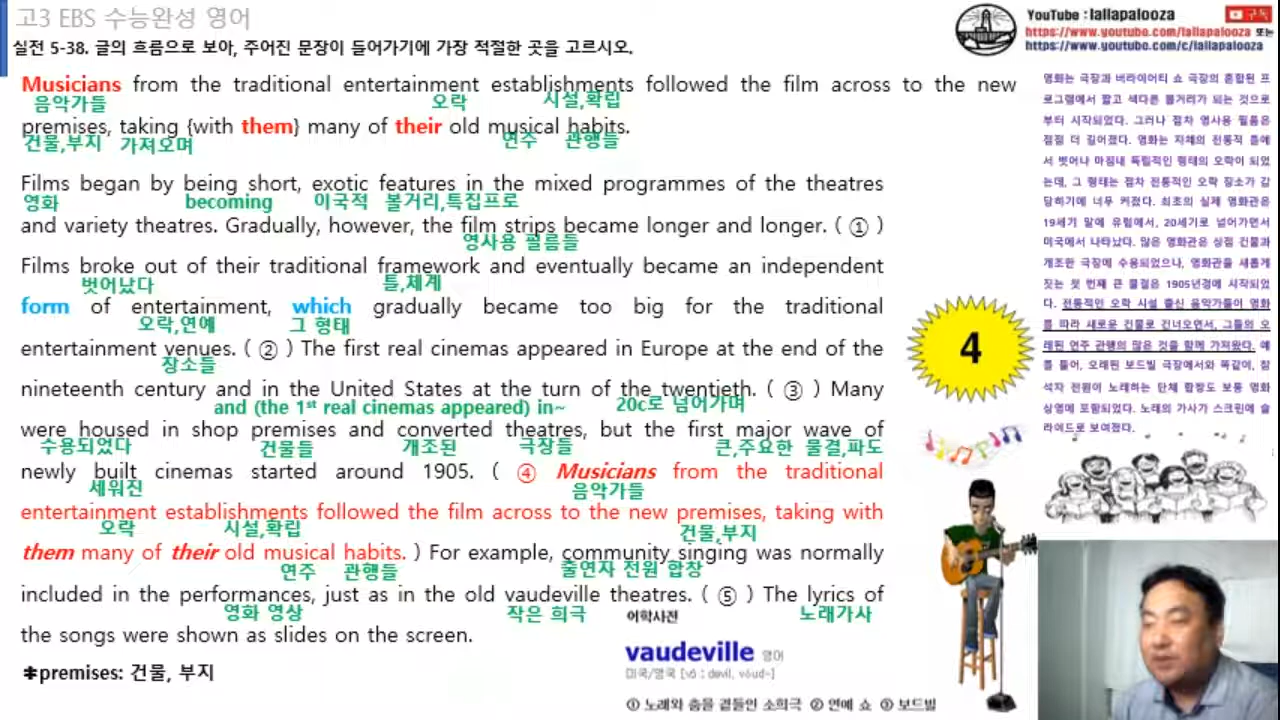 고3 EBS 수능완성 영어
실전 5-38. 글의 흐름으로 보아, 주어진 문장이 들어가기에 가장 적절한 곳을 고르시오.
YouTube : lallapalooza 구독
https://www.youtube.com/lallapalooza 또는
https://www.youtube.com/c/lallapalooza
Musicians from the traditional entertainment establishments followed the film across to the new
음악가들 오락 시설,확립
premises, taking {with them} many of their old musical habits.
건물,부지 가져오며 연주 관행들
Films began by being short, exotic features in the mixed programmes of the theatres
영화 becoming 이국적 볼거리,특집프로
and variety theatres. Gradually, however, the film strips became longer and longer. ( ① )
영사용 필름들
Films broke out of their traditional framework and eventually became an independent
벗어났다 틀,체계
form of entertainment, which gradually became too big for the traditional
오락,연예 그 형태
entertainment venues. ( ② ) The first real cinemas appeared in Europe at the end of the
장소들
nineteenth century and in the United States at the turn of the twentieth. ( ③ ) Many
and (the 1st real cinemas appeared) in~ 20c로 넘어가며
were housed in shop premises and converted theatres, but the first major wave of
수용되었다 건물들 개조된 극장들 큰,주요한 물결,파도
newly built cinemas started around 1905. ( ④ Musicians from the traditional
세워진 음악가들
entertainment establishments followed the film across to the new premises, taking with
오락 시설,확립 건물,부지
them many of their old musical habits. ) For example, community singing was normally
연주 관행들 출연자 전원 합창
included in the performances, just as in the old vaudeville theatres. ( ⑤ ) The lyrics of
영화 영상 작은 희극 노래가사
the songs were shown as slides on the screen.
✱premises: 건물, 부지
어학사전
vaudeville 영어
미국/영국 [vɔ́ : dəvil, vóud-]
① 노래와 춤을 곁들인 소희극 ② 연예 쇼 ③ 보드빌
영화는 극장과 버라이어티 쇼 극장의 혼합된 프
로그램에서 짧고 색다른 볼거리가 되는 것으로
부터 시작되었다. 그러나 점차 영사용 필름은
점점 더 길어졌다. 영화는 자체의 전통적 틀에
서 벗어나 마침내 독립적인 형태의 오락이 되었
는데, 그 형태는 점차 전통적인 오락 장소가 감
당하기에 너무 커졌다. 최초의 실제 영화관은
19세기 말에 유럽에서, 20세기로 넘어가면서
미국에서 나타났다. 많은 영화관은 상점 건물과
개조한 극장에 수용되었으나, 영화관을 새롭게
짓는 첫 번째 큰 물결은 1905년경에 시작되었
다. 전통적인 오락 시설 출신 음악가들이 영화
를 따라 새로운 건물로 건너오면서, 그들의 오
래된 연주 관행의 많은 것을 함께 가져왔다. 예
를 들어, 오래된 보드빌 극장에서와 똑같이, 참
석자 전원이 노래하는 단체 합창도 보통 영화
상영에 포함되었다. 노래의 가사가 스크린에 슬
라이드로 보여졌다.
4